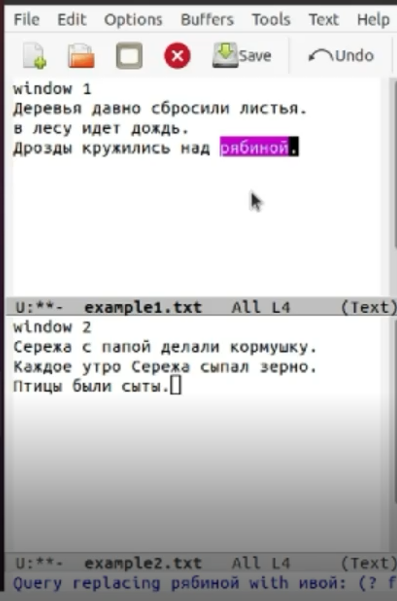 File Edit Options Buffers Tools Text Help
Save Undo
window 1
Деревья давно сбросили листья.
в лесу идет дождь.
Дрозды кружились над рябиной.
U:**- example1.txt All L4 (Text)
window 2
Сережа с папой делали кормушку.
Каждое утро Сережа сыпал зерно.
Птицы были сыты.
U:**- example2.txt All L4 (Text)
Query replacing рябиной with ивой: (? f